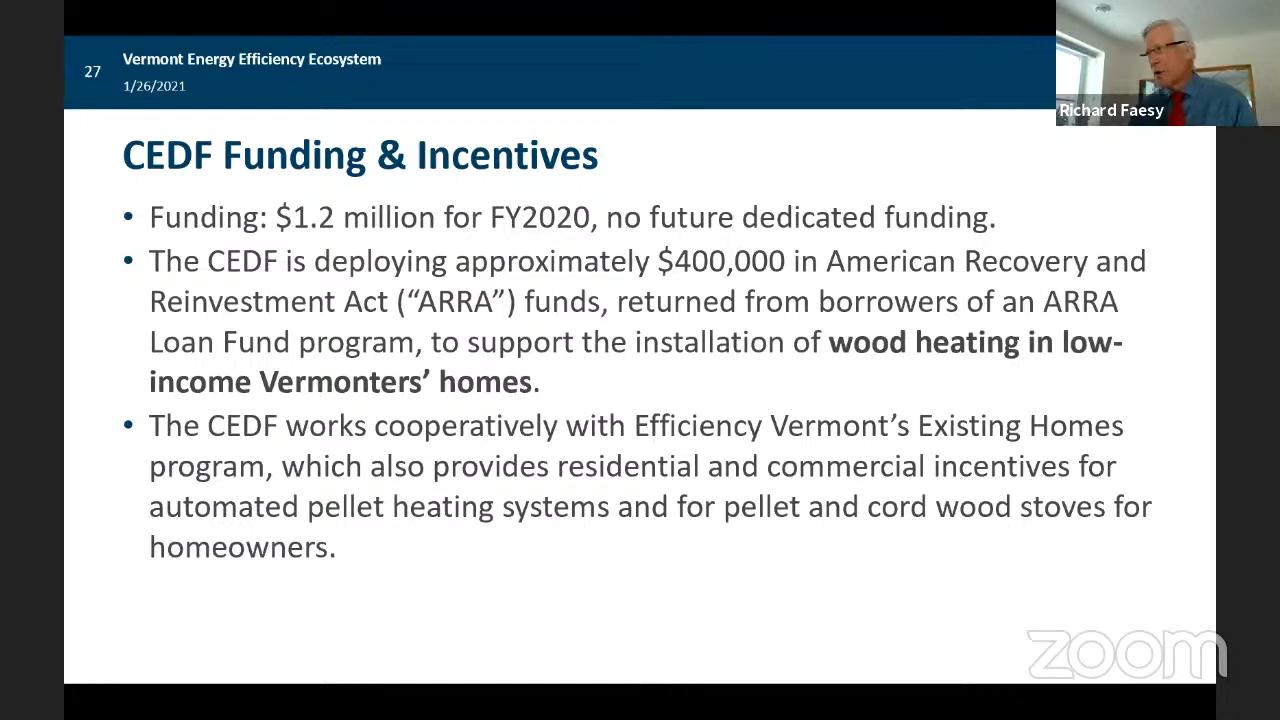 27
Vermont Energy Efficiency Ecosystem
1/26/2021
Richard Faesy
CEDF Funding & Incentives
• Funding: $1.2 million for FY2020, no future dedicated funding.
• The CEDF is deploying approximately $400,000 in American Recovery and
Reinvestment Act (“ARRA”) funds, returned from borrowers of an ARRA
Loan Fund program, to support the installation of wood heating in low-
income Vermonters’ homes.
• The CEDF works cooperatively with Efficiency Vermont’s Existing Homes
program, which also provides residential and commercial incentives for
automated pellet heating systems and for pellet and cord wood stoves for
homeowners.
zoom